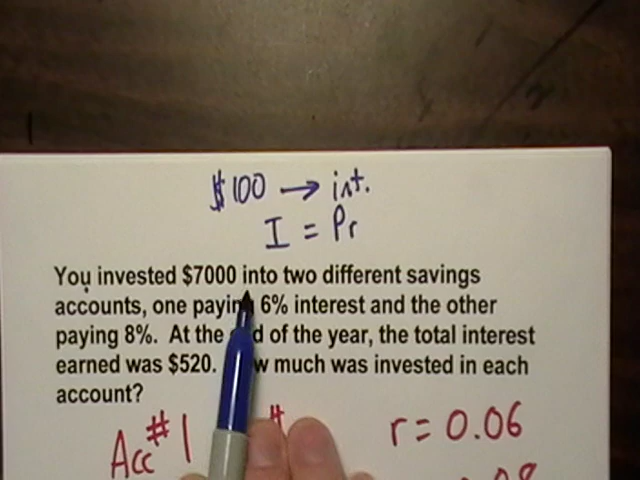 $100 → int.
I = Pr
You invested $7000 into two different savings
accounts, one paying 6% interest and the other
paying 8%. At the end of the year, the total interest
earned was $520. much was invested in each
account?
Acc #1 # r = 0.06
0.08